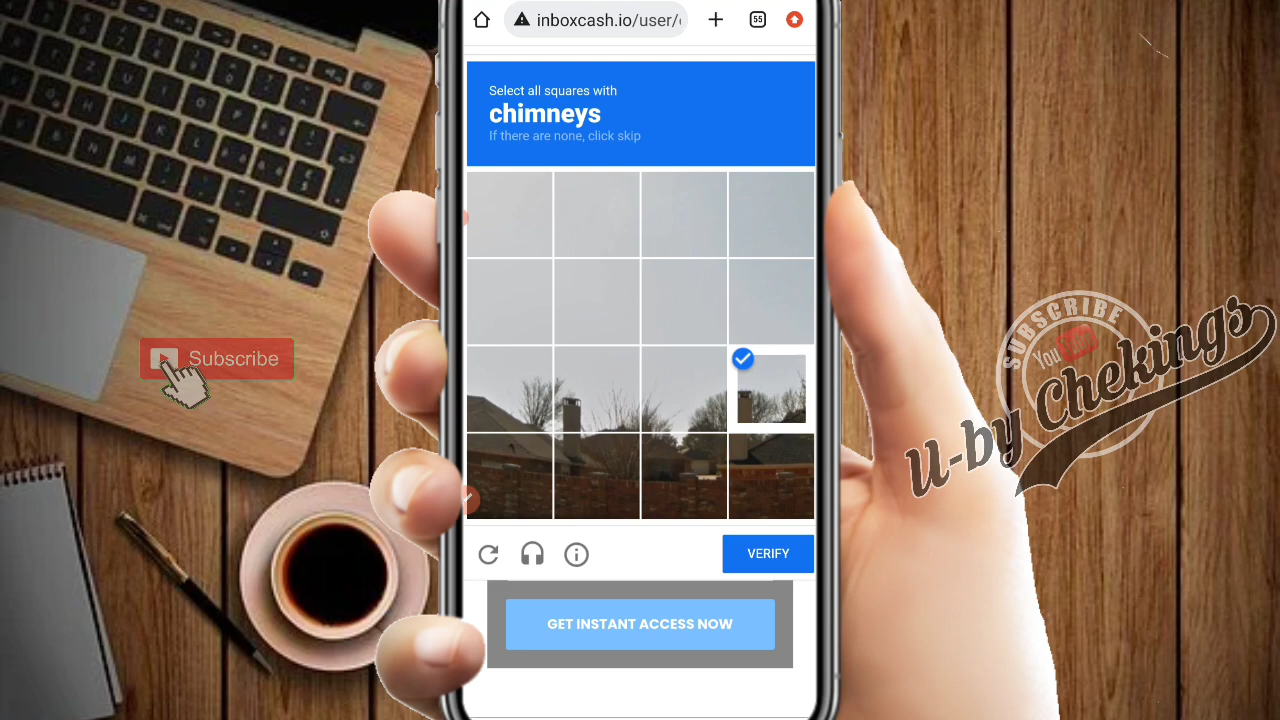 inboxcash.io/user/
55
Select all squares with
chimneys
If there are none, click skip
Subscribe
SUBSCRIBE
You
U-by Chekings
VERIFY
GET INSTANT ACCESS NOW